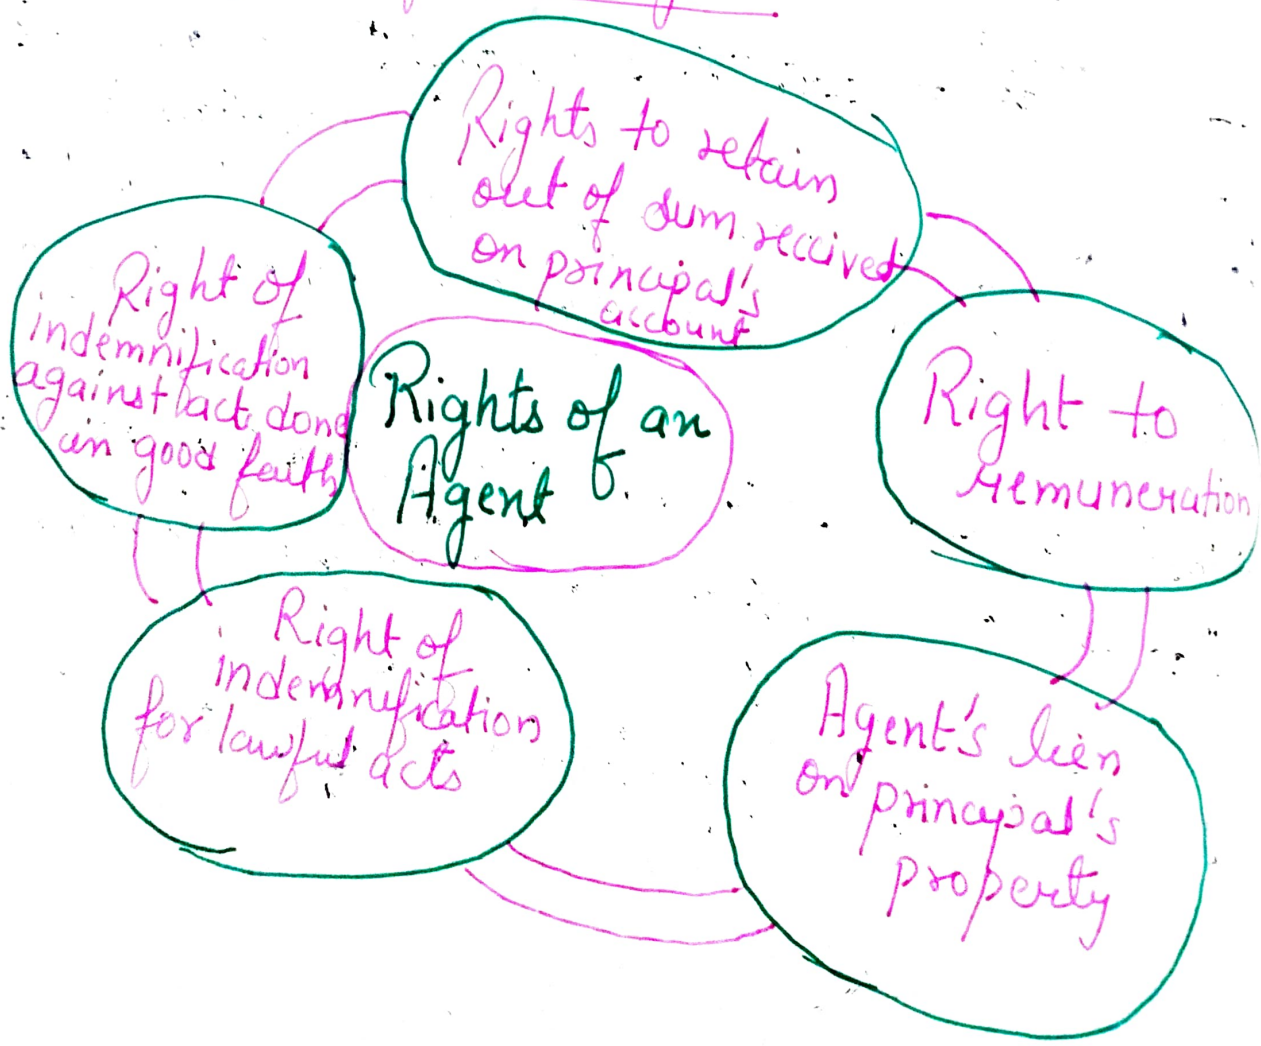 Rights to retain
out of sum received
on principal's
account
Right to
remuneration
Agent's lien
on principal's
property
Right of
indemnification
for lawful acts
Right of
indemnification
against act done
in good faith
Rights of an
Agent